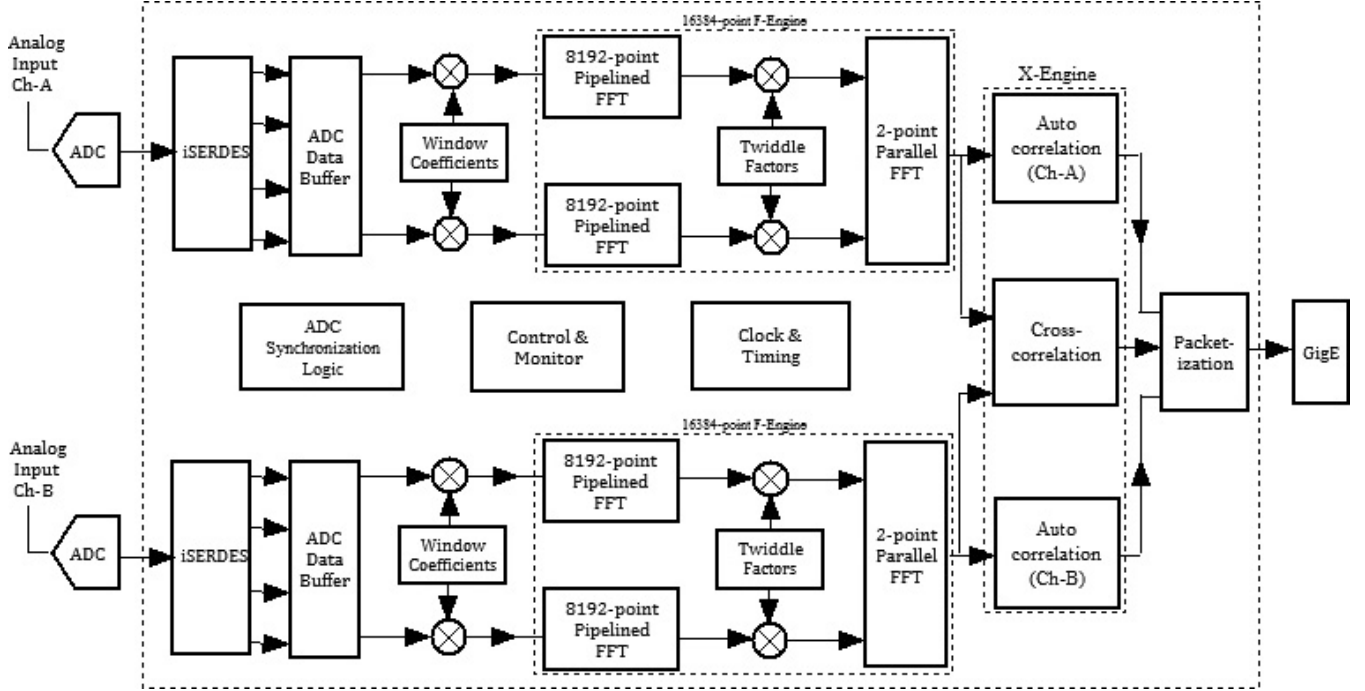 16384-point F-Engine
Analog
Input
Ch-A
ADC
iSERDES
ADC
Data
Buffer
Window
Coefficients
8192-point
Pipelined
FFT
8192-point
Pipelined
FFT
Twiddle
Factors
2-point
Parallel
FFT
X-Engine
Auto
correlation
(Ch-A)
ADC
Synchronization
Logic
Control &
Monitor
Clock &
Timing
Cross-
correlation
Packet-
ization
GigE
16384-point F-Engine
Analog
Input
Ch-B
ADC
iSERDES
ADC
Data
Buffer
Window
Coefficients
8192-point
Pipelined
FFT
8192-point
Pipelined
FFT
Twiddle
Factors
2-point
Parallel
FFT
Auto
correlation
(Ch-B)